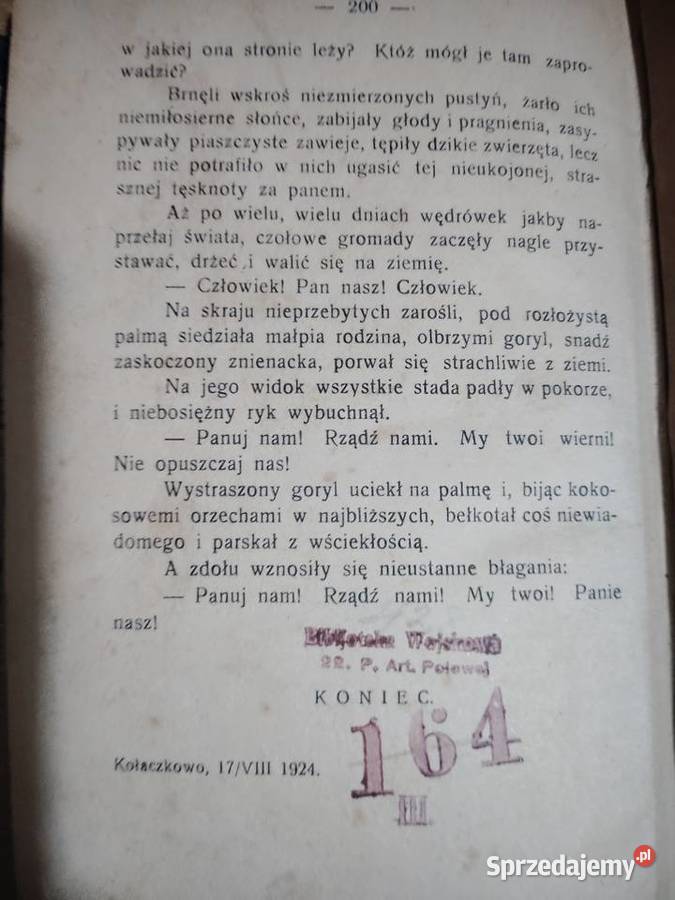 — 200 —
w jakiej ona stronie leży? Któż mógł je tam zapro-
wadzić?
Brnęli wskroś niezmierzonych pustyń, żarło ich
niemiłosierne słońce, zabijały głody i pragnienia, zasy-
pywały piaszczyste zawieje, tępiły dzikie zwierzęta, lecz
nic nie potrafiło w nich ugasić tej nieukojonej, stra-
sznej tęsknoty za panem.
Aż po wielu, wielu dniach wędrówek jakby na-
przełaj świata, czołowe gromady zaczęły nagle przy-
stawać, drżeć i walić się na ziemię.
— Człowiek! Pan nasz! Człowiek.
Na skraju nieprzebytych zarośli, pod rozłożystą
palmą siedziała małpia rodzina, olbrzymi goryl, snadź
zaskoczony znienacka, porwał się strachliwie z ziemi.
Na jego widok wszystkie stada padły w pokorze,
i niebosiężny ryk wybuchnął.
— Panuj nam! Rządź nami. My twoi wierni!
Nie opuszczaj nas!
Wystraszony goryl uciekł na palmę i, bijąc koko-
sowemi orzechami w najbliższych, bełkotał coś niewia-
domego i parskał z wściekłością.
A zdołu wznosiły się nieustanne błagania:
— Panuj nam! Rządź nami! My twoi! Panie
nasz!
Bibljoteka Wojskowa
22. P. Art. Polowej
KONIEC.
164
III
Kołaczkowo, 17/VIII 1924.
Sprzedajemy.pl